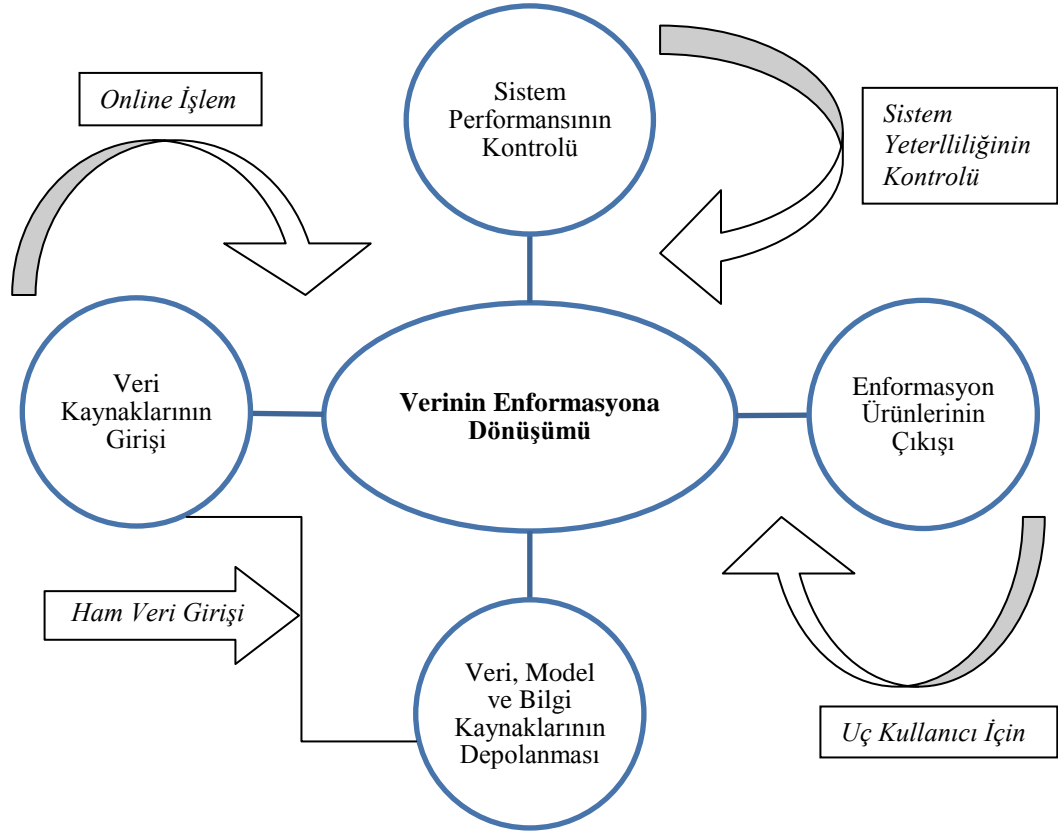 Online İşlem
Sistem
Performansının
Kontrolü
Sistem
Yeterlliliğinin
Kontrolü
Veri
Kaynaklarının
Girişi
Verinin Enformasyona
Dönüşümü
Enformasyon
Ürünlerinin
Çıkışı
Ham Veri Girişi
Veri, Model
ve Bilgi
Kaynaklarının
Depolanması
Uç Kullanıcı İçin